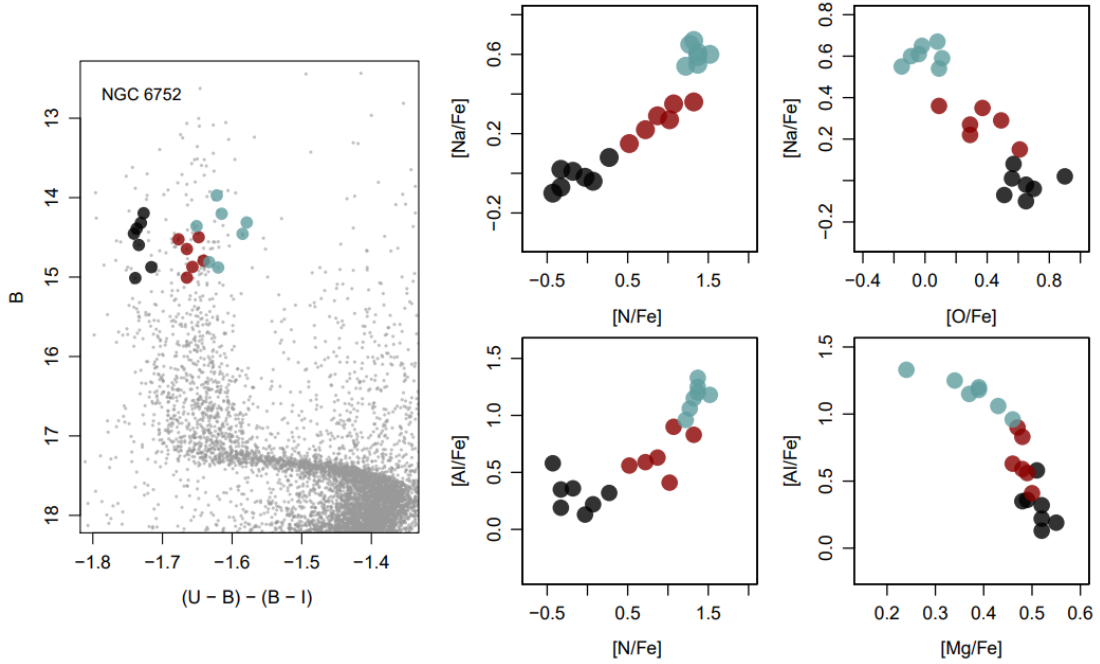 NGC 6752
B
13
14
15
16
17
18
−1.8 −1.7 −1.6 −1.5 −1.4
(U − B) − (B − I)
[Na/Fe]
−0.2 0.2 0.6
−0.5 0.5 1.5
[N/Fe]
[Na/Fe]
−0.2 0.2 0.4 0.6 0.8
−0.4 0.0 0.4 0.8
[O/Fe]
[Al/Fe]
0.0 0.5 1.0 1.5
−0.5 0.5 1.5
[N/Fe]
[Al/Fe]
0.0 0.5 1.0 1.5
0.2 0.3 0.4 0.5 0.6
[Mg/Fe]